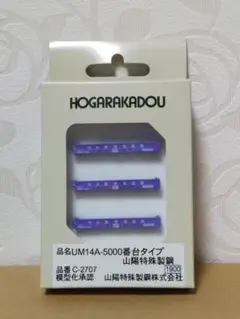 HOGARAKADOU
品名UM14A-5000番台タイプ
山陽特殊製鋼
品番 C-2707
1900
模型化承認 山陽特殊製鋼株式会社